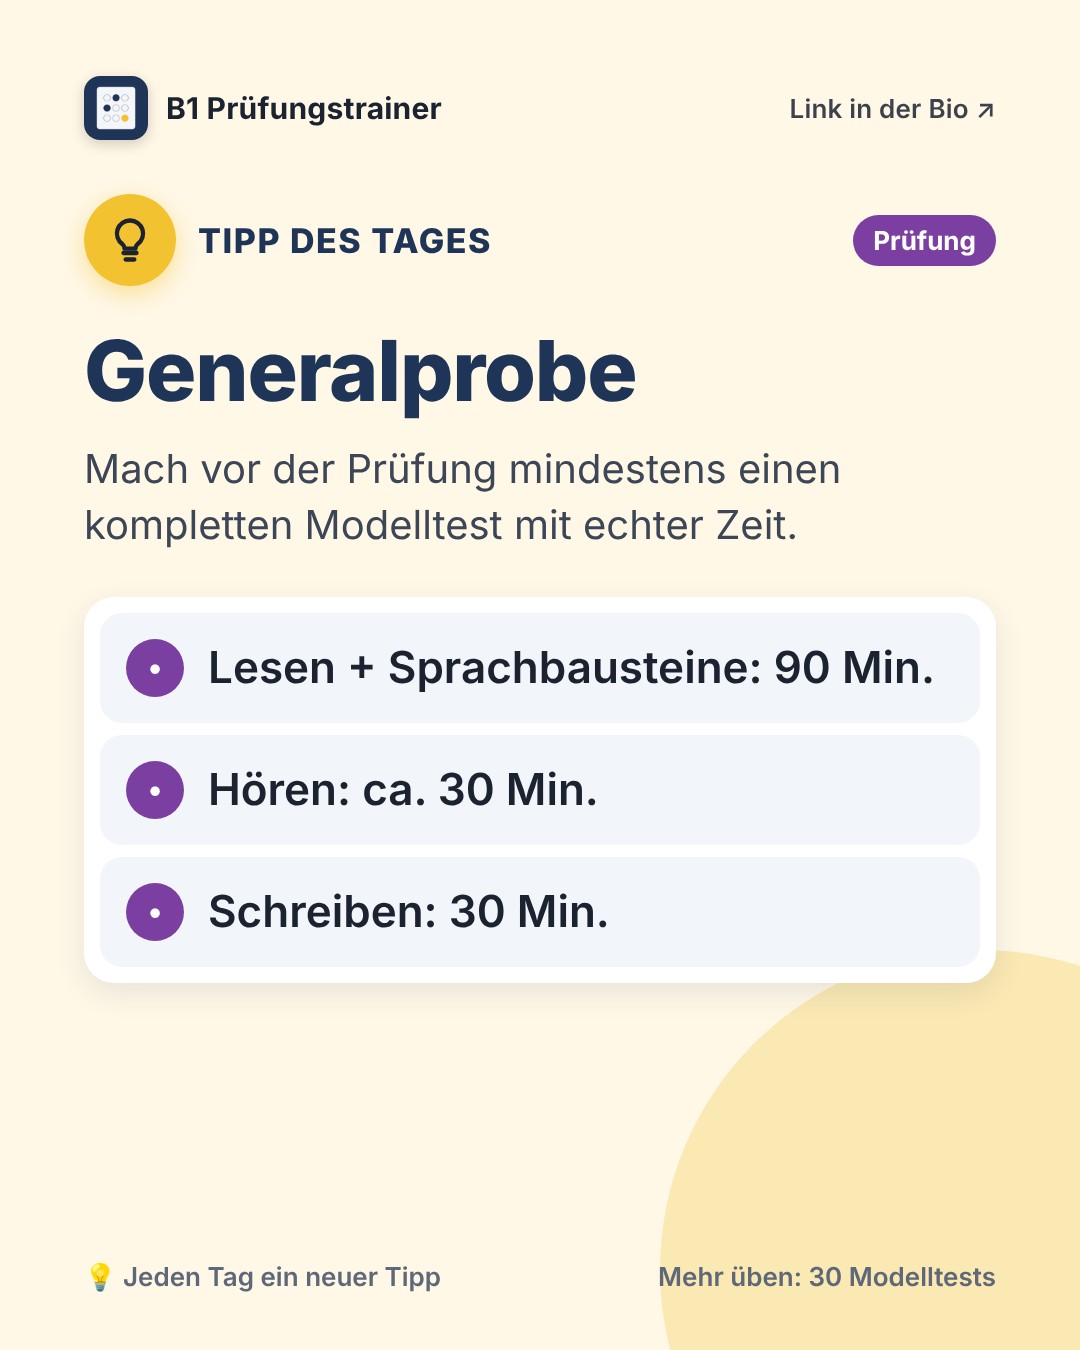 B1 Prüfungstrainer
Link in der Bio ↗
TIPP DES TAGES
Prüfung
Generalprobe
Mach vor der Prüfung mindestens einen
kompletten Modelltest mit echter Zeit.
Lesen + Sprachbausteine: 90 Min.
Hören: ca. 30 Min.
Schreiben: 30 Min.
💡 Jeden Tag ein neuer Tipp
Mehr üben: 30 Modelltests